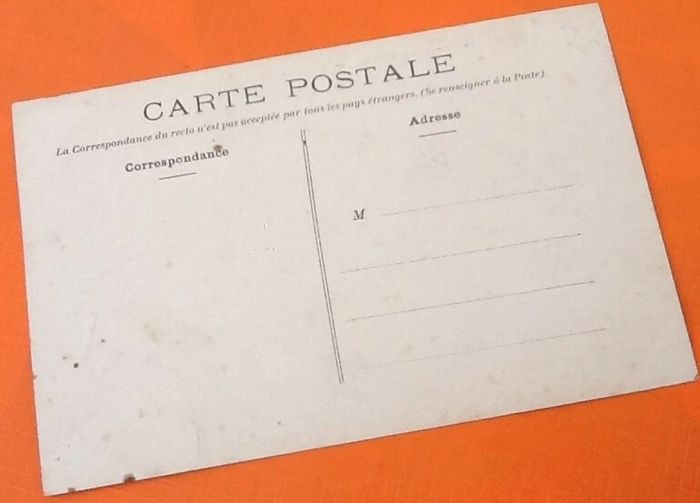 CARTE POSTALE
La Correspondance du recto n'est pas acceptée par tous les pays étrangers. (Se renseigner à la Poste)
Correspondance
Adresse
M